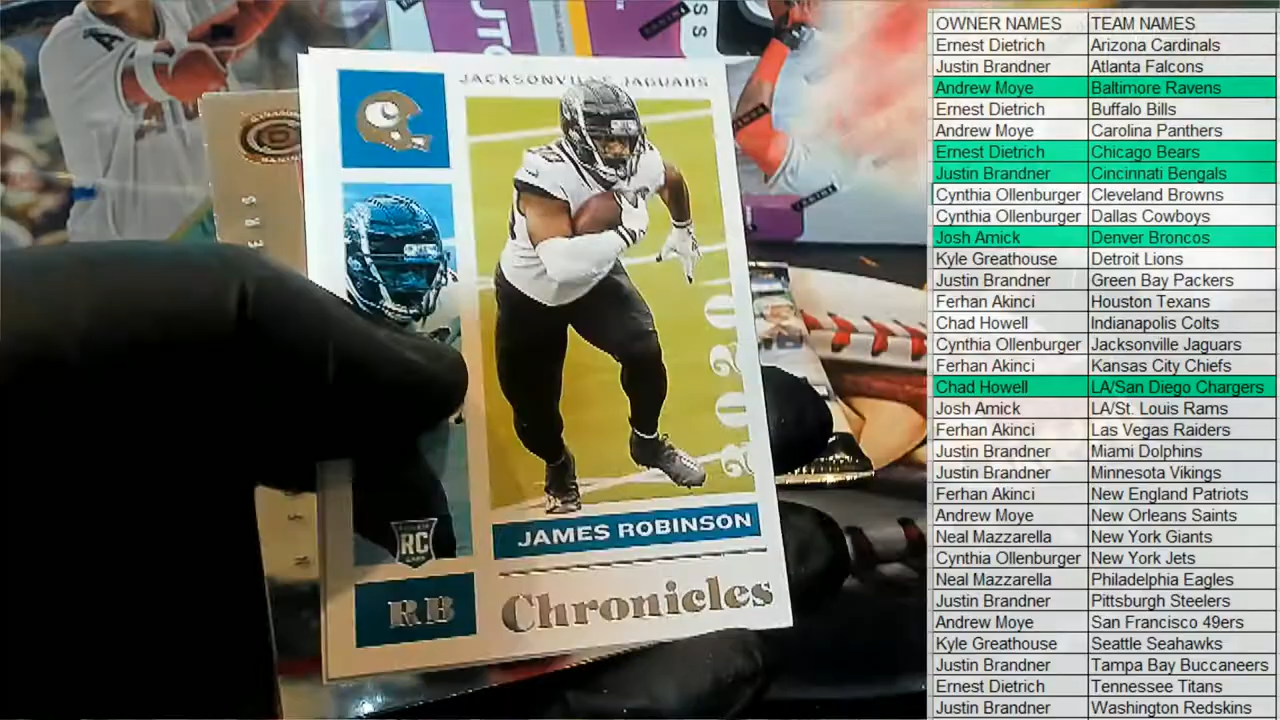 JACKSONVILLE JAGUARS
2020
RC
JAMES ROBINSON
RB
Chronicles
PANINI
OWNER NAMES TEAM NAMES
Ernest Dietrich Arizona Cardinals
Justin Brandner Atlanta Falcons
Andrew Moye Baltimore Ravens
Ernest Dietrich Buffalo Bills
Andrew Moye Carolina Panthers
Ernest Dietrich Chicago Bears
Justin Brandner Cincinnati Bengals
Cynthia Ollenburger Cleveland Browns
Cynthia Ollenburger Dallas Cowboys
Josh Amick Denver Broncos
Kyle Greathouse Detroit Lions
Justin Brandner Green Bay Packers
Ferhan Akinci Houston Texans
Chad Howell Indianapolis Colts
Cynthia Ollenburger Jacksonville Jaguars
Ferhan Akinci Kansas City Chiefs
Chad Howell LA/San Diego Chargers
Josh Amick LA/St. Louis Rams
Ferhan Akinci Las Vegas Raiders
Justin Brandner Miami Dolphins
Justin Brandner Minnesota Vikings
Ferhan Akinci New England Patriots
Andrew Moye New Orleans Saints
Neal Mazzarella New York Giants
Cynthia Ollenburger New York Jets
Neal Mazzarella Philadelphia Eagles
Justin Brandner Pittsburgh Steelers
Andrew Moye San Francisco 49ers
Kyle Greathouse Seattle Seahawks
Justin Brandner Tampa Bay Buccaneers
Ernest Dietrich Tennessee Titans
Justin Brandner Washington Redskins